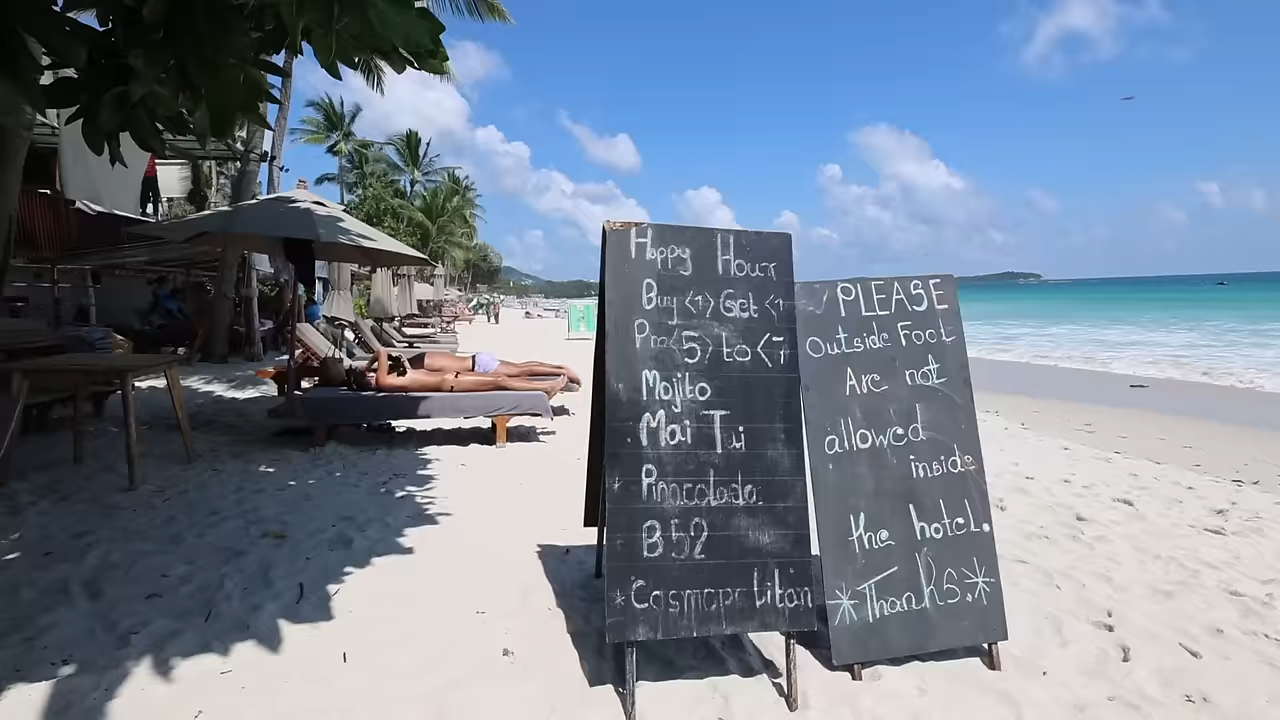 Happy Hour
Buy <1> Get <1
Pm <5> to <7
Mojito
Mai Tai
* Pinacolada
B52
* Cosmopolitan
PLEASE
Outside Food
Are not
allowed
inside
the hotel.
*Thanks.*